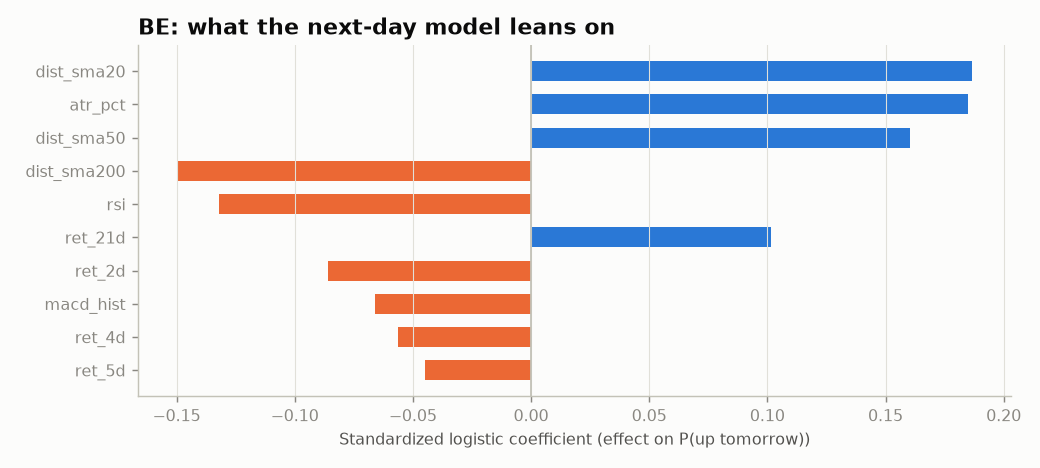 BE: what the next-day model leans on
dist_sma20
atr_pct
dist_sma50
dist_sma200
rsi
ret_21d
ret_2d
macd_hist
ret_4d
ret_5d
−0.15 −0.10 −0.05 0.00 0.05 0.10 0.15 0.20
Standardized logistic coefficient (effect on P(up tomorrow))